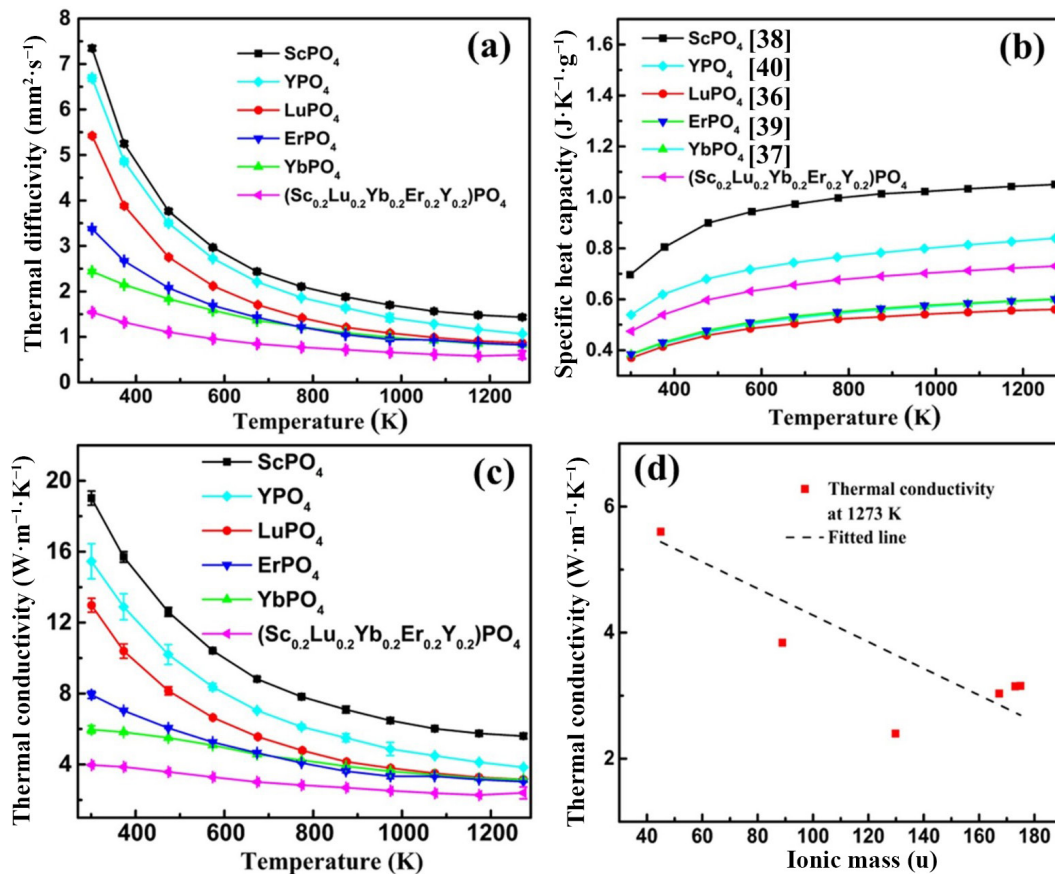 (a)
Thermal diffucivity (mm²·s⁻¹)
8
7
6
5
4
3
2
1
0
ScPO₄
YPO₄
LuPO₄
ErPO₄
YbPO₄
(Sc₀.₂Lu₀.₂Yb₀.₂Er₀.₂Y₀.₂)PO₄
400 600 800 1000 1200
Temperature (K)
(b)
Specific heat capacity (J·K⁻¹·g)
1.6
1.4
1.2
1.0
0.8
0.6
0.4
ScPO₄ [38]
YPO₄ [40]
LuPO₄ [36]
ErPO₄ [39]
YbPO₄ [37]
(Sc₀.₂Lu₀.₂Yb₀.₂Er₀.₂Y₀.₂)PO₄
400 600 800 1000 1200
Temperature (K)
(c)
Thermal conductivity (W·m⁻¹·K⁻¹)
20
16
12
8
4
ScPO₄
YPO₄
LuPO₄
ErPO₄
YbPO₄
(Sc₀.₂Lu₀.₂Yb₀.₂Er₀.₂Y₀.₂)PO₄
400 600 800 1000 1200
Temperature (K)
(d)
Thermal conductivity (W·m⁻¹·K⁻¹)
6
4
2
Thermal conductivity
at 1273 K
Fitted line
40 60 80 100 120 140 160 180
Ionic mass (u)